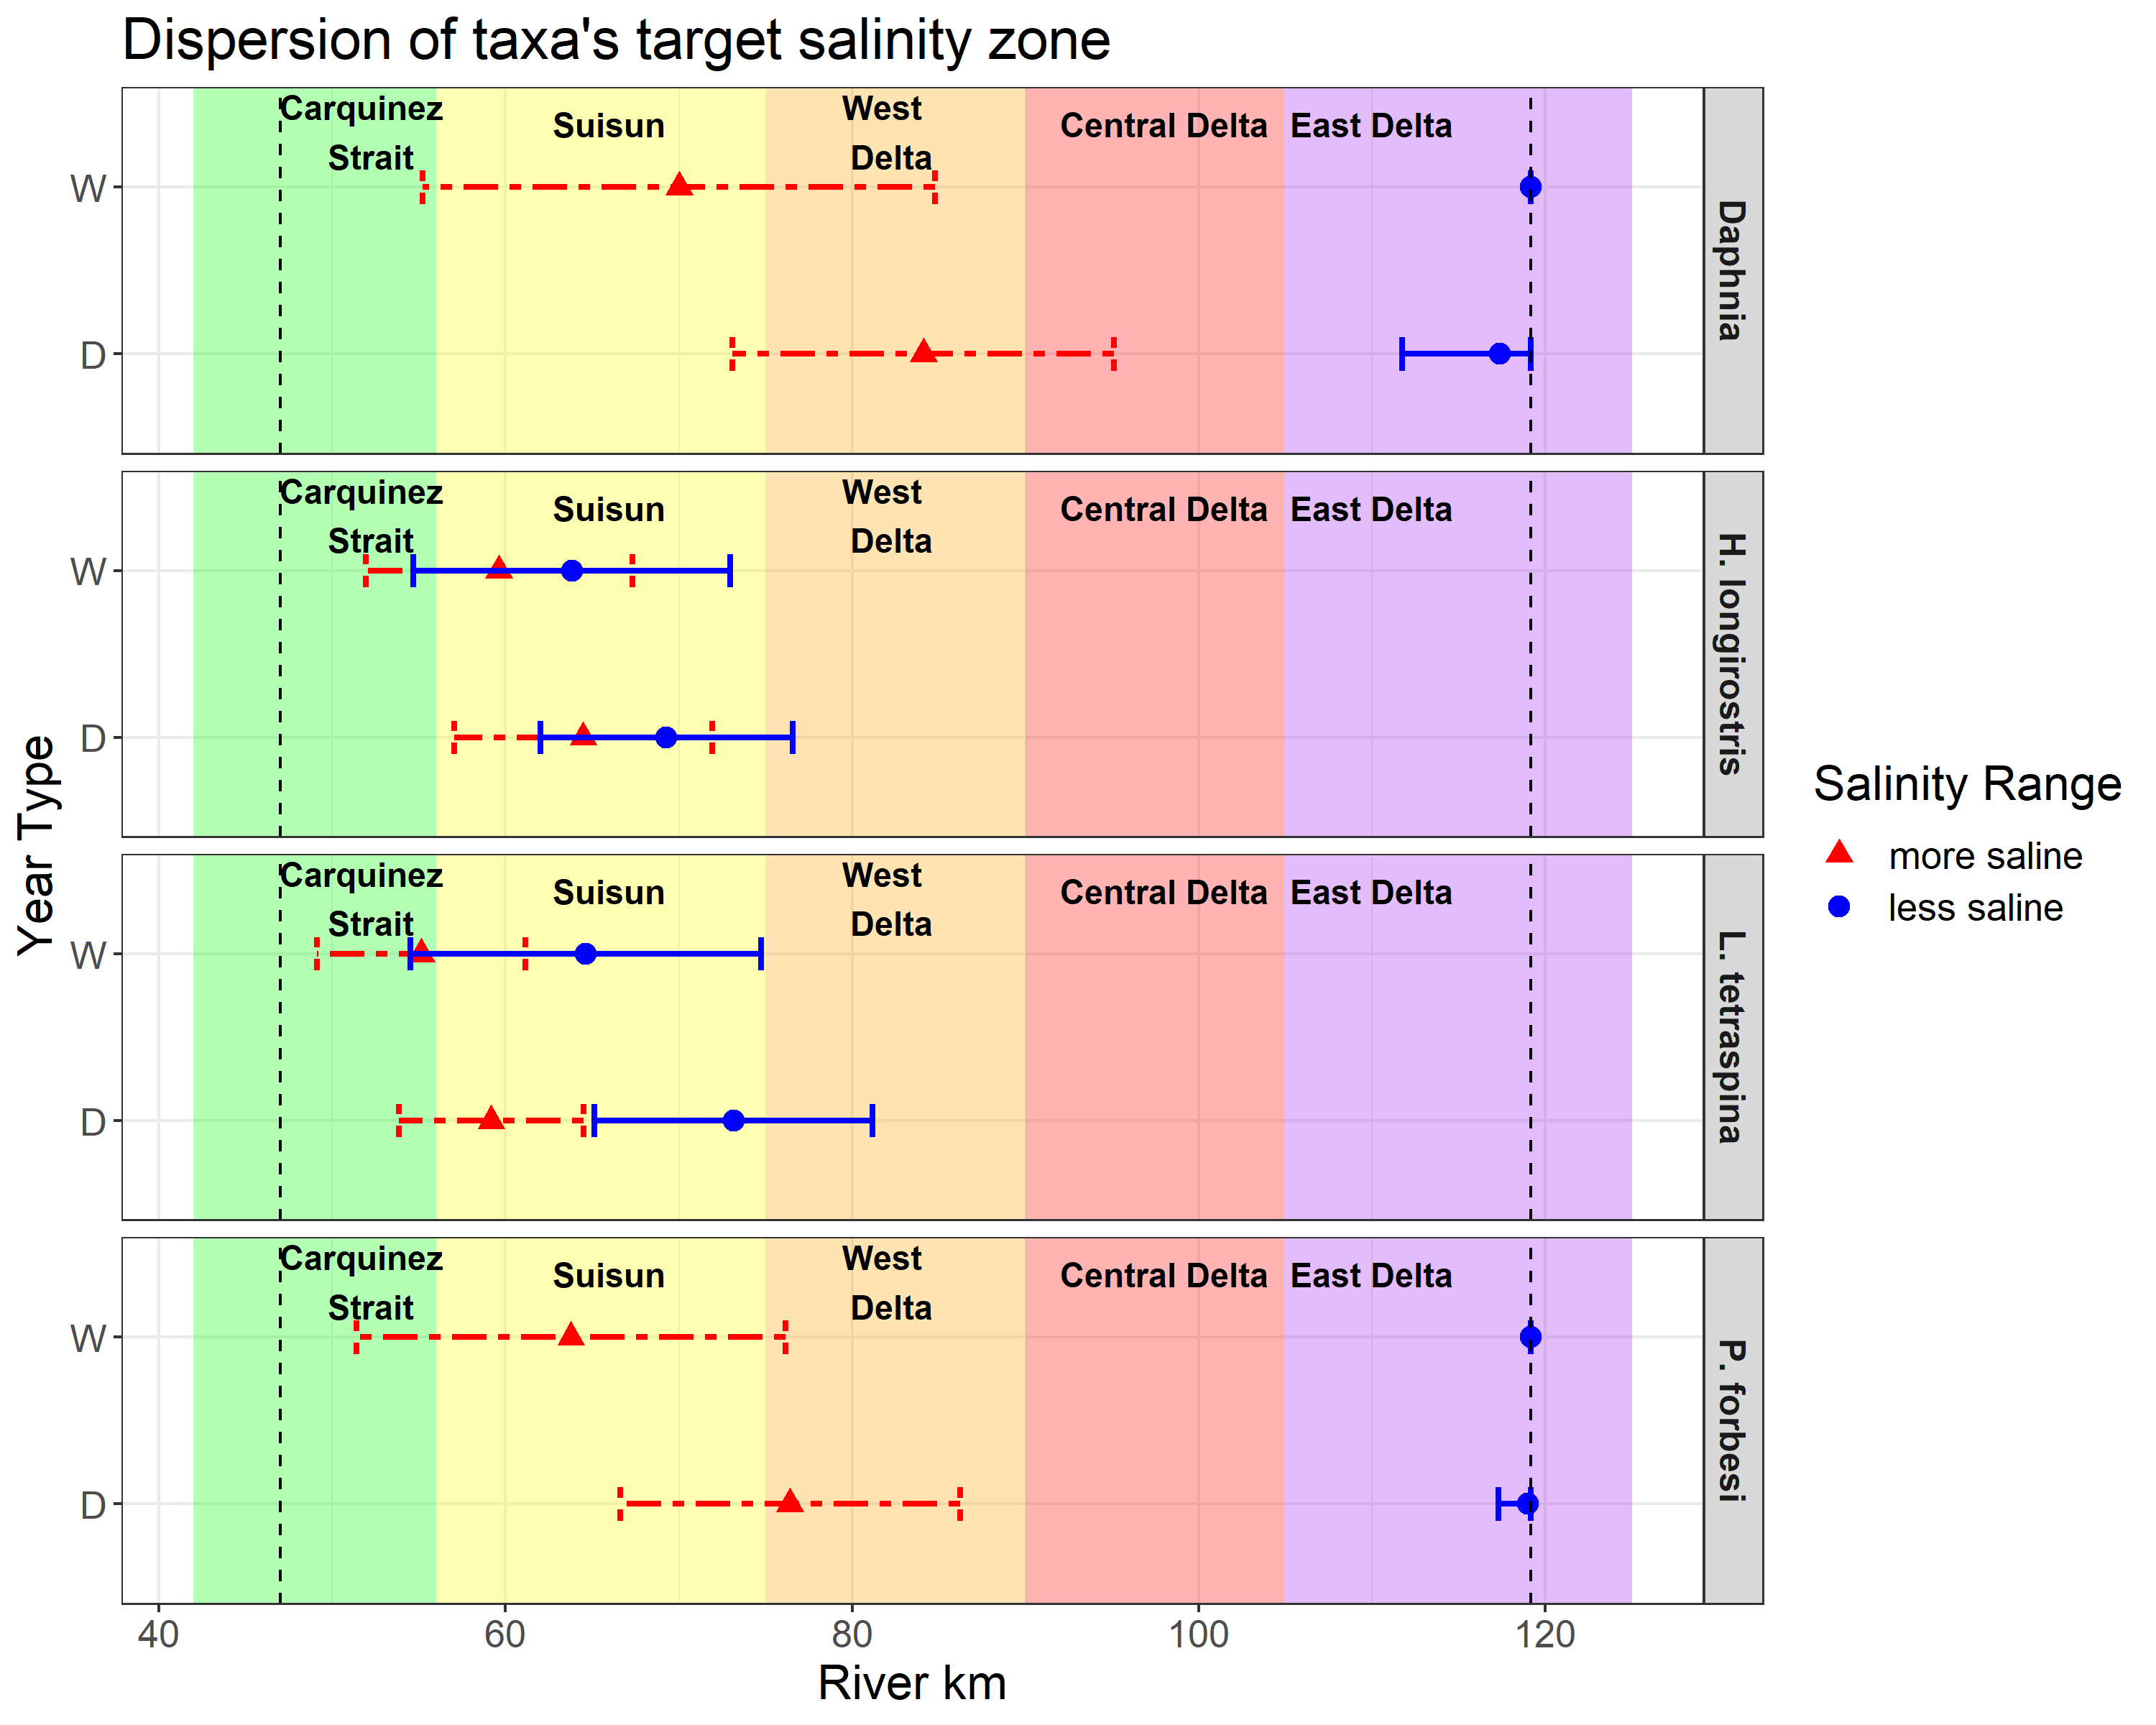 Dispersion of taxa's target salinity zone
Carquinez
Strait
Suisun
West
Delta
Central Delta
East Delta
W
D
Daphnia
Carquinez
Strait
Suisun
West
Delta
Central Delta
East Delta
W
D
H. longirostris
Carquinez
Strait
Suisun
West
Delta
Central Delta
East Delta
W
D
L. tetraspina
Carquinez
Strait
Suisun
West
Delta
Central Delta
East Delta
W
D
P. forbesi
Year Type
40 60 80 100 120
River km
Salinity Range
more saline
less saline